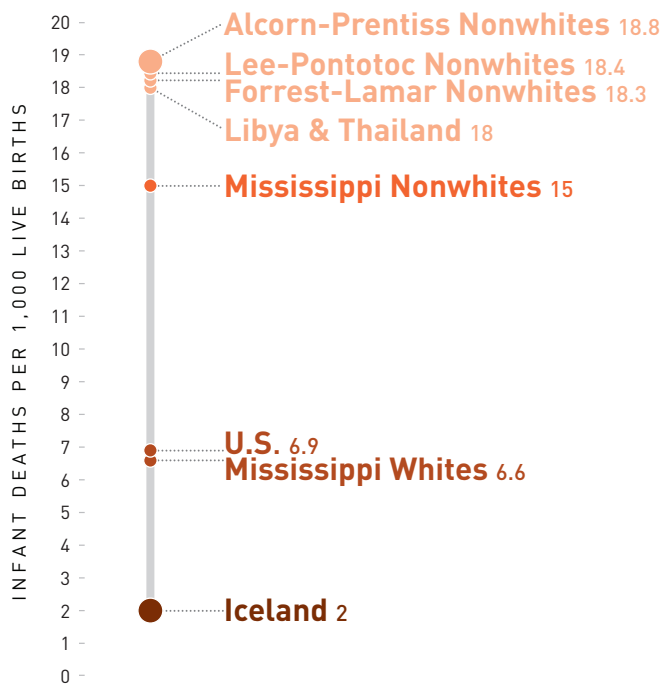 INFANT DEATHS PER 1,000 LIVE BIRTHS
20
19
18
17
16
15
14
13
12
11
10
9
8
7
6
5
4
3
2
1
0
Alcorn-Prentiss Nonwhites 18.8
Lee-Pontotoc Nonwhites 18.4
Forrest-Lamar Nonwhites 18.3
Libya & Thailand 18
Mississippi Nonwhites 15
U.S. 6.9
Mississippi Whites 6.6
Iceland 2